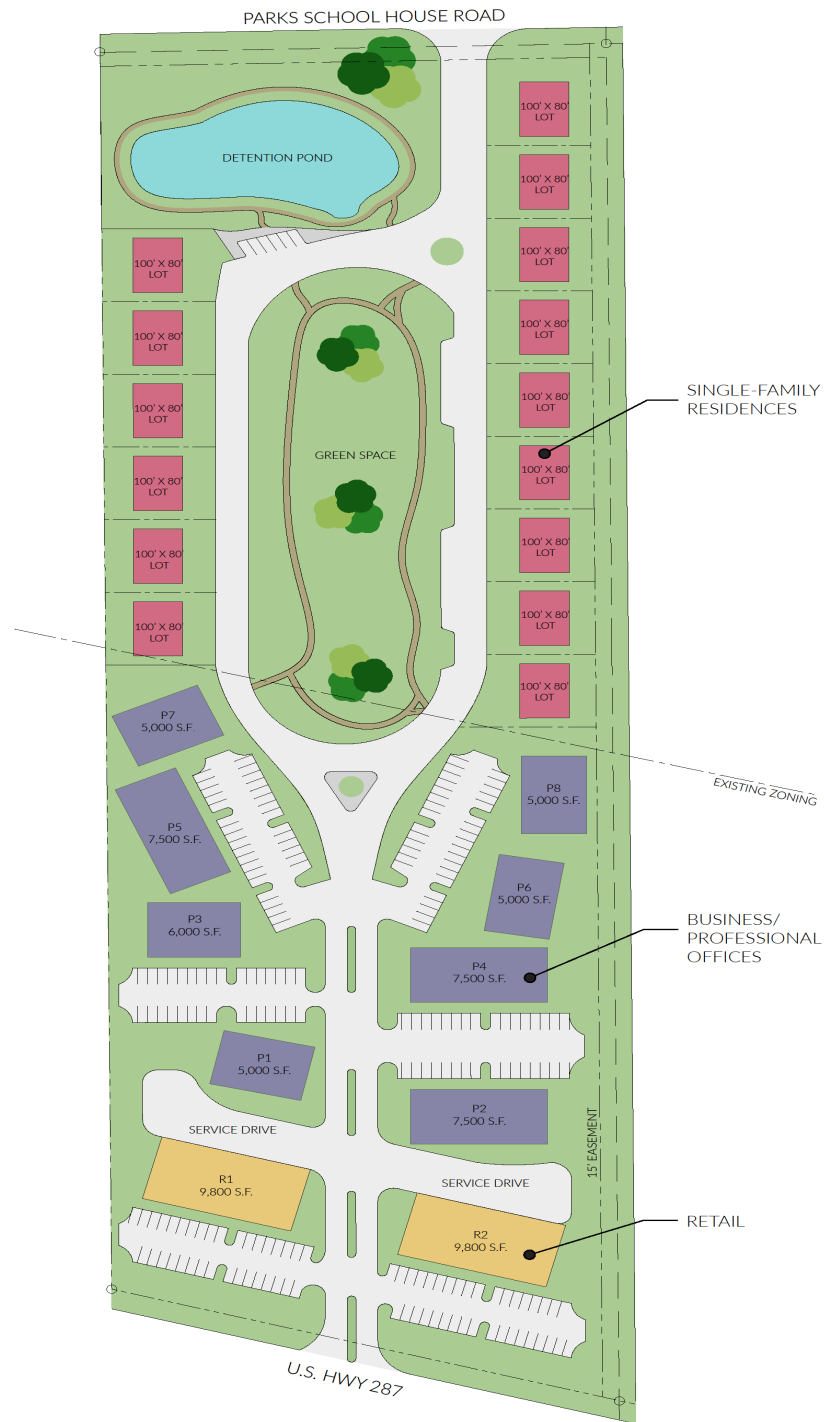 PARKS SCHOOL HOUSE ROAD
DETENTION POND
100' X 80'
LOT
100' X 80'
LOT
100' X 80'
LOT
100' X 80'
LOT
100' X 80'
LOT
100' X 80'
LOT
100' X 80'
LOT
100' X 80'
LOT
100' X 80'
LOT
100' X 80'
LOT
100' X 80'
LOT
100' X 80'
LOT
100' X 80'
LOT
100' X 80'
LOT
100' X 80'
LOT
GREEN SPACE
SINGLE-FAMILY
RESIDENCES
EXISTING ZONING
P7
5,000 S.F.
P8
5,000 S.F.
P5
7,500 S.F.
P6
5,000 S.F.
P3
6,000 S.F.
P4
7,500 S.F.
BUSINESS/
PROFESSIONAL
OFFICES
P1
5,000 S.F.
P2
7,500 S.F.
15' EASEMENT
SERVICE DRIVE
SERVICE DRIVE
R1
9,800 S.F.
R2
9,800 S.F.
RETAIL
U.S. HWY 287